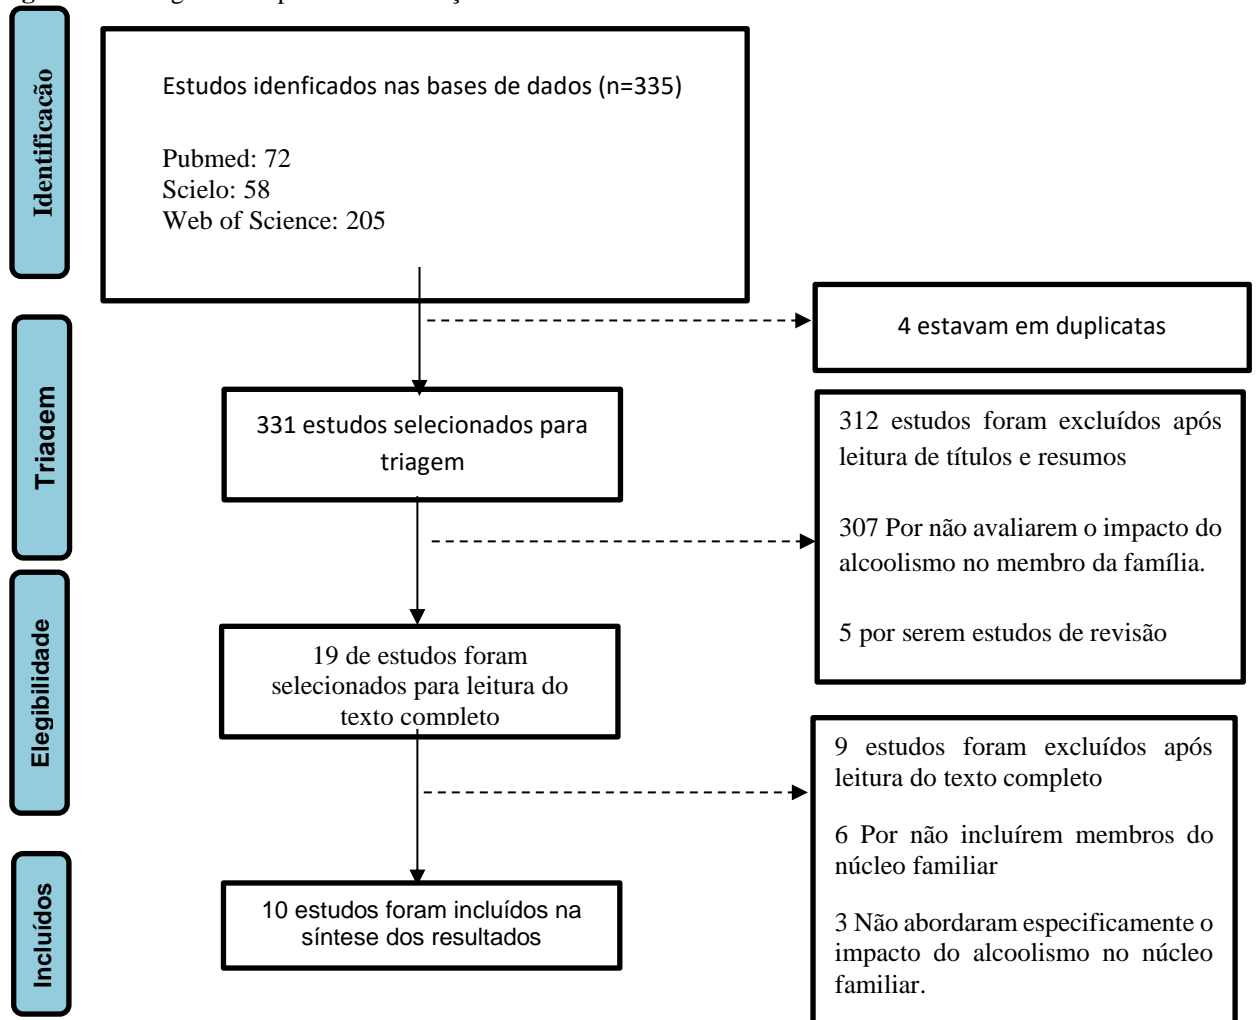 Identificação
Estudos idenficados nas bases de dados (n=335)
Pubmed: 72
Scielo: 58
Web of Science: 205
4 estavam em duplicatas
Triagem
331 estudos selecionados para
triagem
312 estudos foram excluídos após
leitura de títulos e resumos
307 Por não avaliarem o impacto do
alcoolismo no membro da família.
5 por serem estudos de revisão
Elegibilidade
19 de estudos foram
selecionados para leitura do
texto completo
9 estudos foram excluídos após
leitura do texto completo
6 Por não incluírem membros do
núcleo familiar
3 Não abordaram especificamente o
impacto do alcoolismo no núcleo
familiar.
Incluídos
10 estudos foram incluídos na
síntese dos resultados